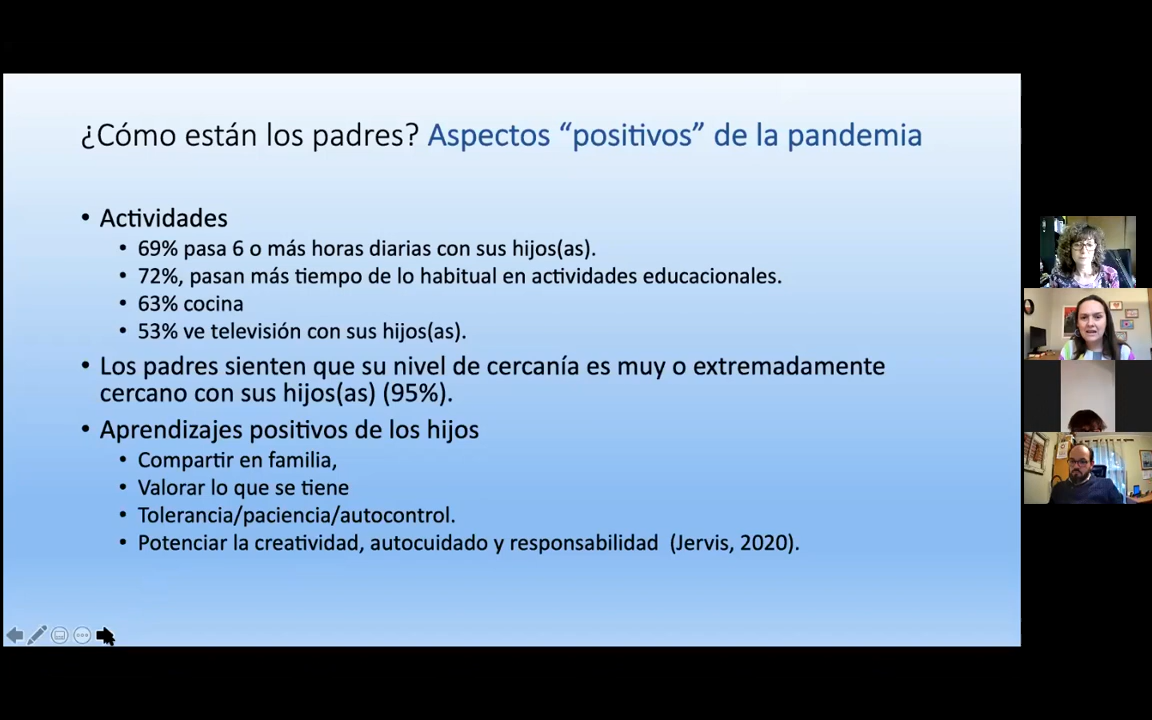 ¿Cómo están los padres? Aspectos “positivos” de la pandemia
• Actividades
• 69% pasa 6 o más horas diarias con sus hijos(as).
• 72%, pasan más tiempo de lo habitual en actividades educacionales.
• 63% cocina
• 53% ve televisión con sus hijos(as).
• Los padres sienten que su nivel de cercanía es muy o extremadamente
cercano con sus hijos(as) (95%).
• Aprendizajes positivos de los hijos
• Compartir en familia,
• Valorar lo que se tiene
• Tolerancia/paciencia/autocontrol.
• Potenciar la creatividad, autocuidado y responsabilidad (Jervis, 2020).